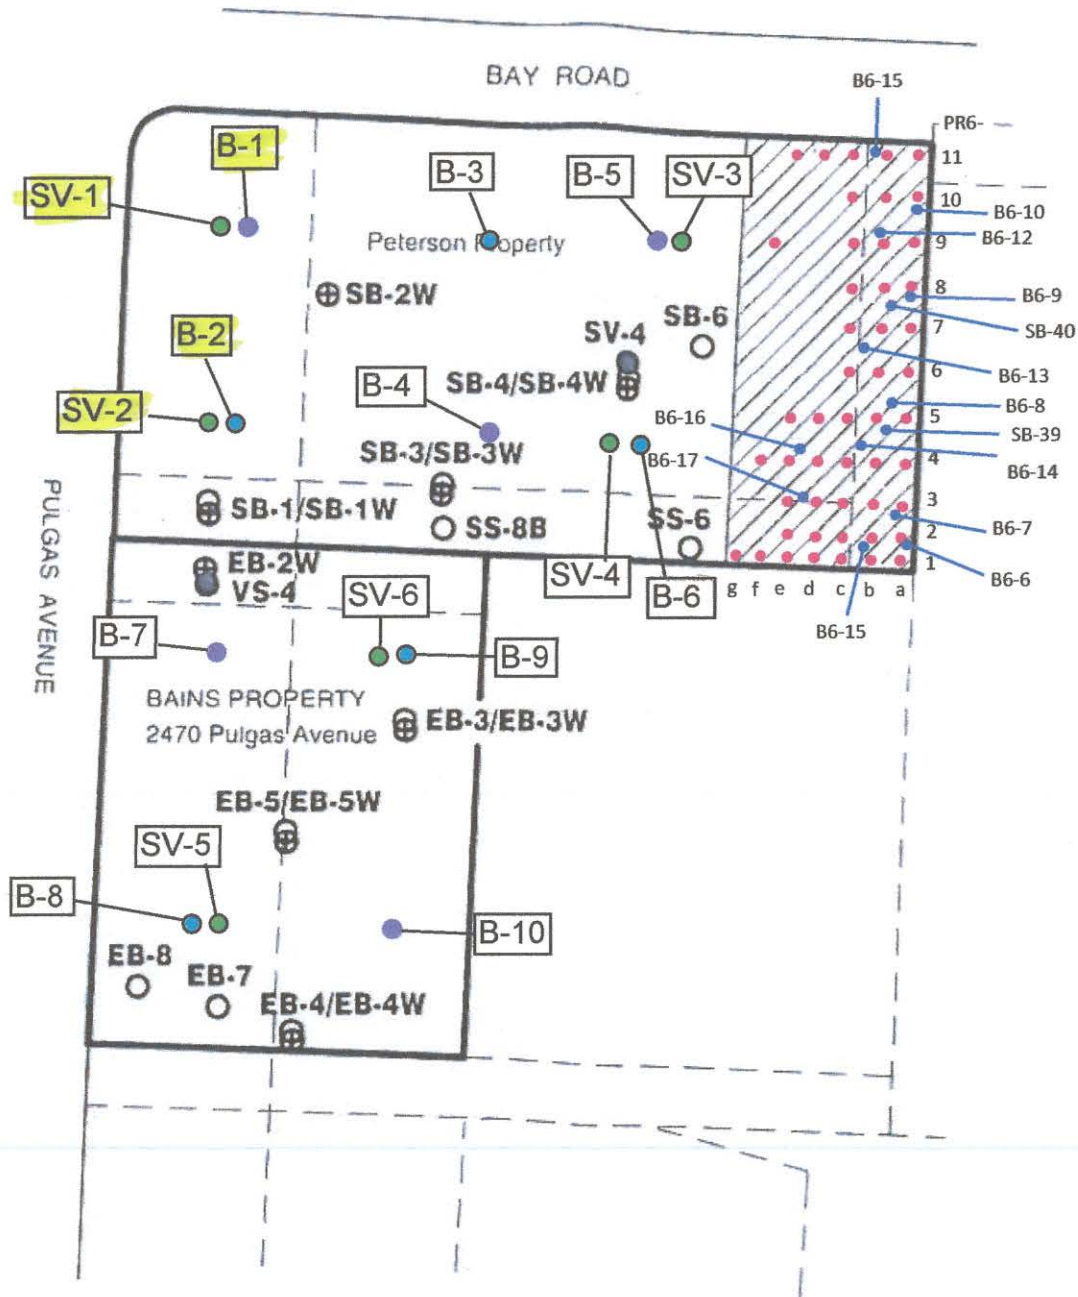 BAY ROAD
B6-15
PR6-
B-1
B-3
B-5
SV-3
11
SV-1
10
B6-10
Peterson Property
B6-12
9
SB-2W
8
B6-9
B-2
SV-4
SB-6
SB-40
7
B-4
SB-4/SB-4W
B6-13
6
SV-2
B6-8
B6-16
5
SB-39
SB-3/SB-3W
B6-17
4
B6-14
PULGAS AVENUE
SB-1/SB-1W
SS-8B
SS-6
3
B6-7
2
EB-2W
VS-4
SV-4
1
B6-6
SV-6
B-6
g f e d c b a
B-7
B6-15
B-9
BAINS PROPERTY
2470 Pulgas Avenue
EB-3/EB-3W
EB-5/EB-5W
SV-5
B-8
B-10
EB-8
EB-7
EB-4/EB-4W